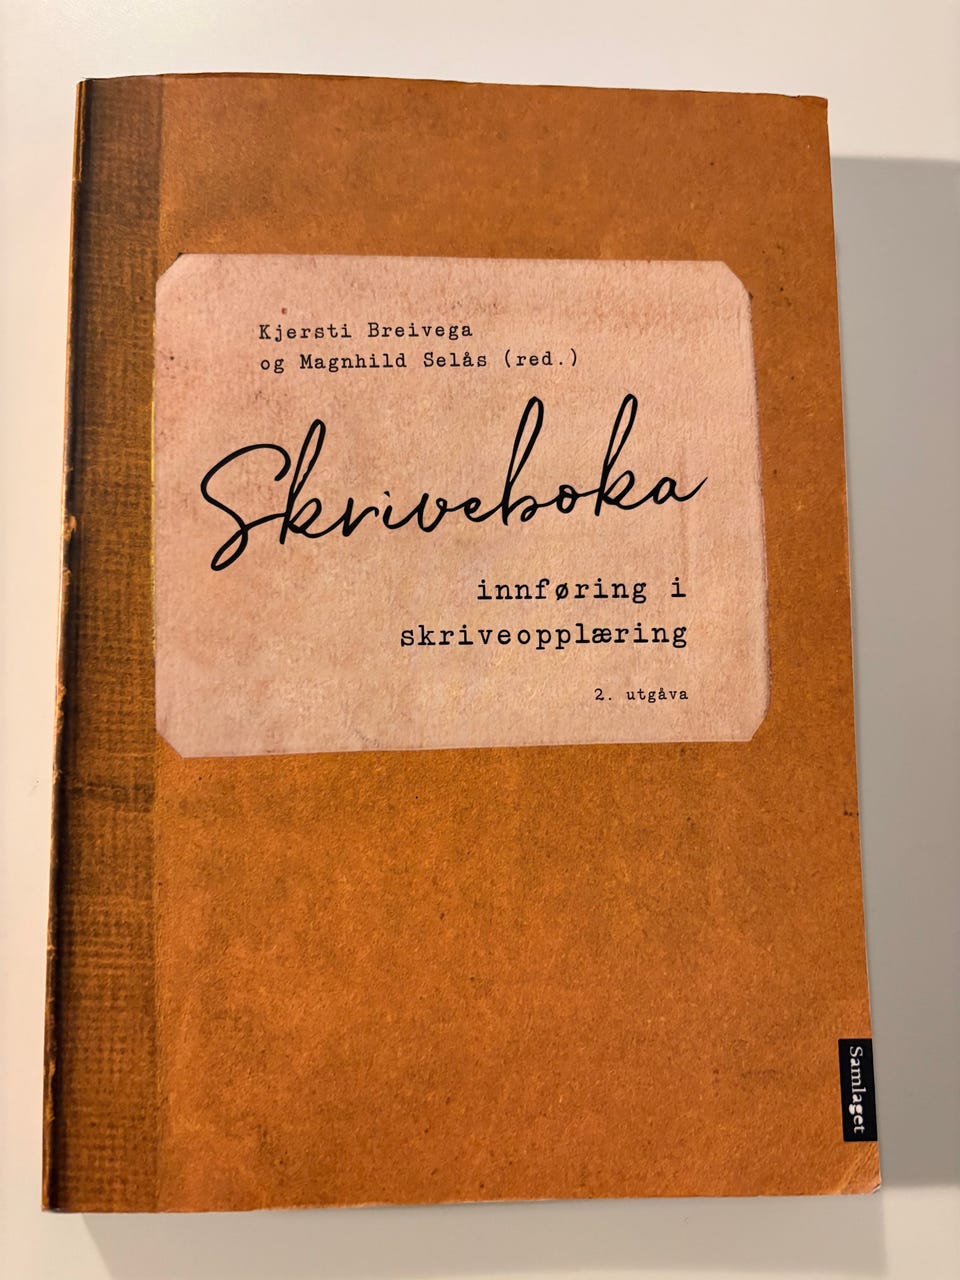 Kjersti Breivega
og Magnhild Selås (red.)
Skriveboka
innføring i
skriveopplæring
2. utgåva
Samlaget